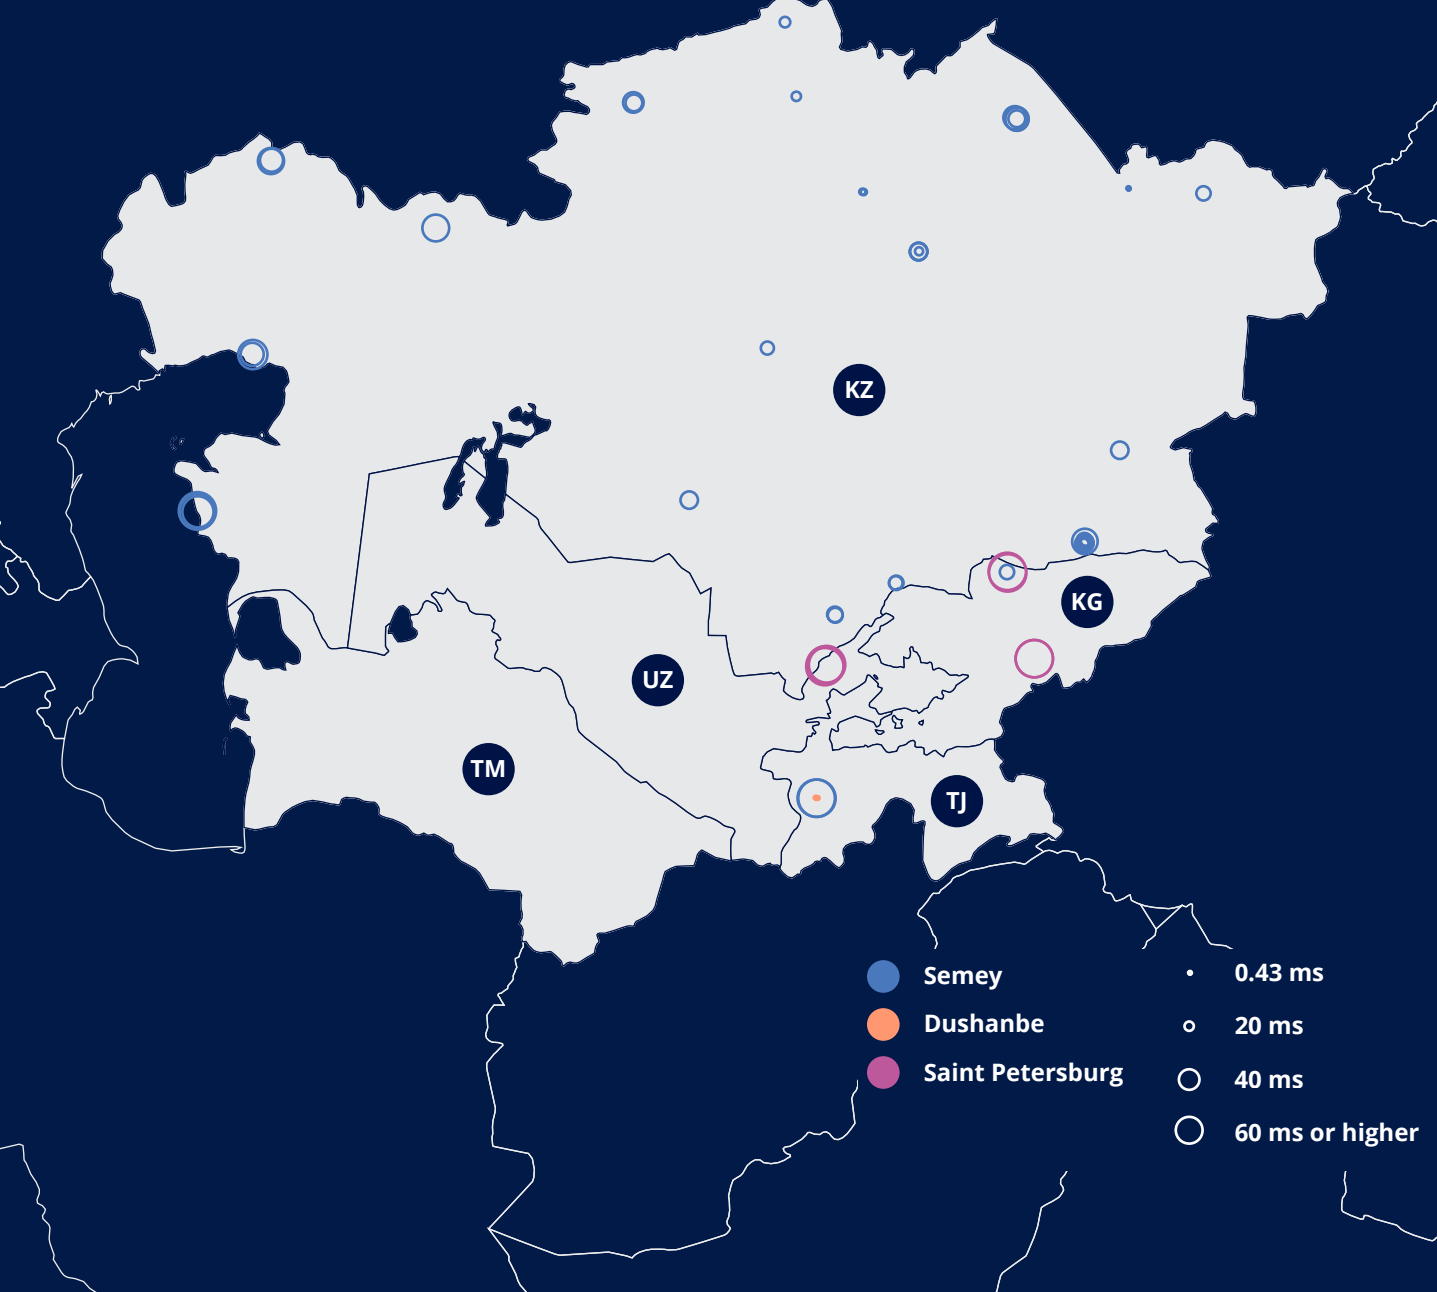 KZ
KG
UZ
TM
TJ
Semey
Dushanbe
Saint Petersburg
0.43 ms
20 ms
40 ms
60 ms or higher